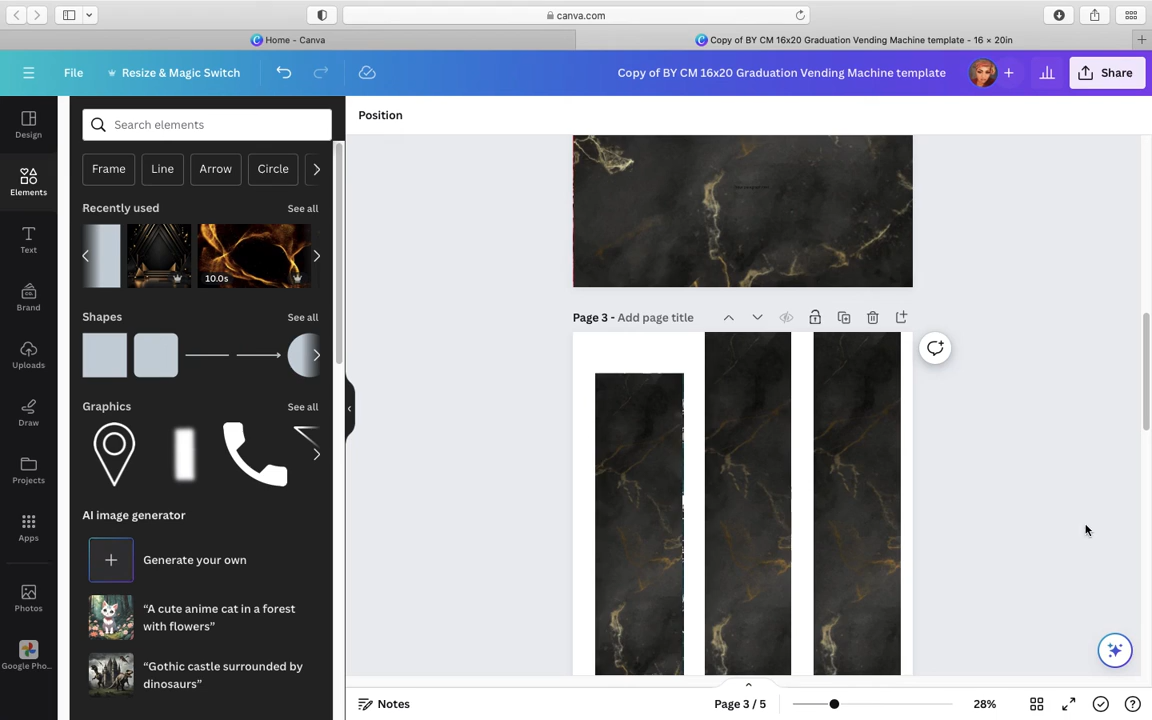 canva.com
Home - Canva
Copy of BY CM 16x20 Graduation Vending Machine template - 16 × 20in
File
Resize & Magic Switch
Copy of BY CM 16x20 Graduation Vending Machine template
Share
Design
Elements
Text
Brand
Uploads
Draw
Projects
Apps
Photos
Google Pho...
Search elements
Frame
Line
Arrow
Circle
Recently used
See all
10.0s
Shapes
See all
Graphics
See all
AI image generator
Generate your own
“A cute anime cat in a forest
with flowers”
“Gothic castle surrounded by
dinosaurs”
Position
Page 3 - Add page title
Notes
Page 3 / 5
28%